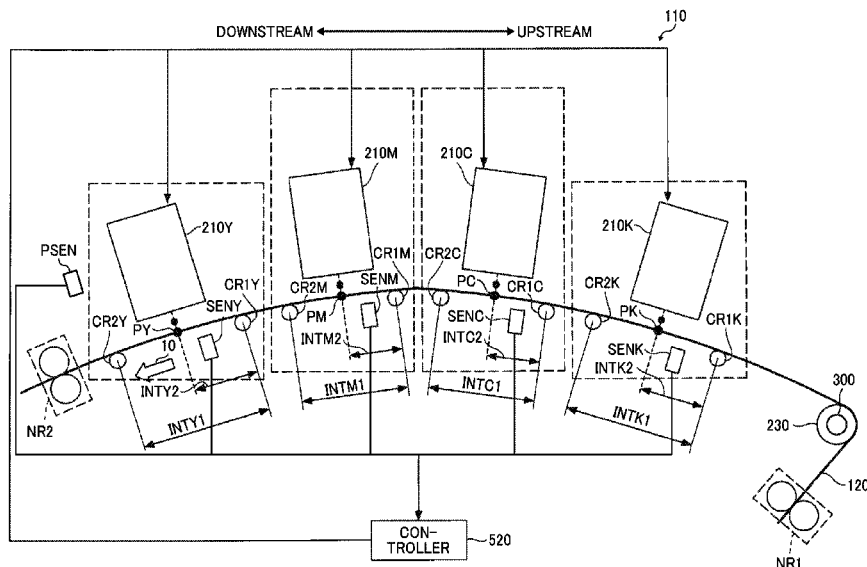 DOWNSTREAM UPSTREAM
110
210M
210C
210Y
210K
PSEN
CR1M
CR2C
CR1Y
CR2M
SENM
PC
CR1C
CR2K
SENY
PM
SENC
PK
CR2Y
PY
CR1K
10
INTM2
INTC2
SENK
INTY2
INTK2
300
INTM1
INTC1
230
INTY1
INTK1
NR2
120
CON-
TROLLER
520
NR1